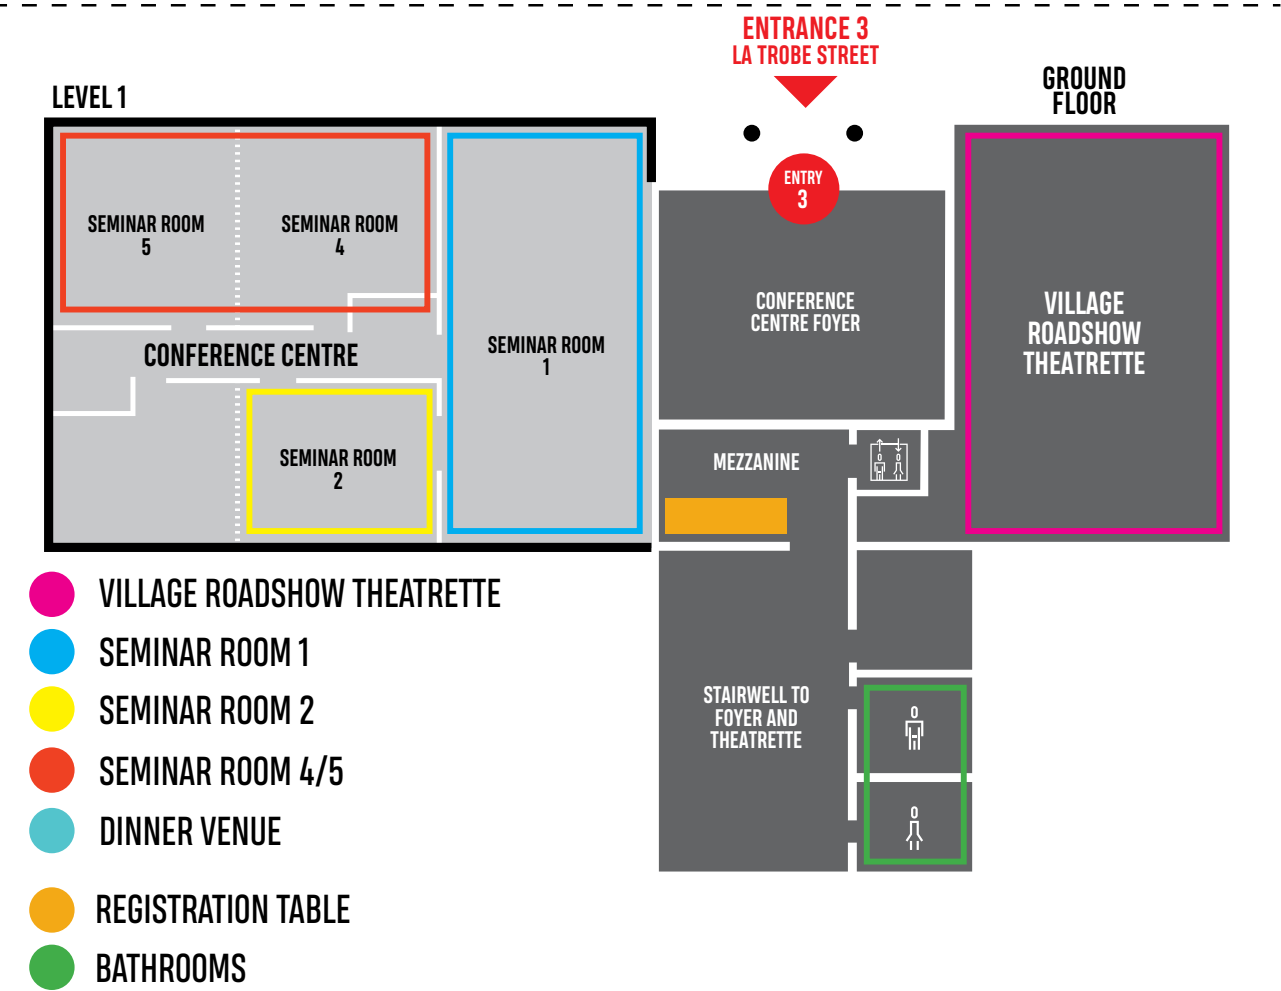 ENTRANCE 3
LA TROBE STREET
LEVEL 1
GROUND
FLOOR
ENTRY
3
SEMINAR ROOM
5
SEMINAR ROOM
4
SEMINAR ROOM
1
CONFERENCE CENTRE
SEMINAR ROOM
2
CONFERENCE
CENTRE FOYER
VILLAGE
ROADSHOW
THEATRETTE
MEZZANINE
STAIRWELL TO
FOYER AND
THEATRETTE
VILLAGE ROADSHOW THEATRETTE
SEMINAR ROOM 1
SEMINAR ROOM 2
SEMINAR ROOM 4/5
DINNER VENUE
REGISTRATION TABLE
BATHROOMS